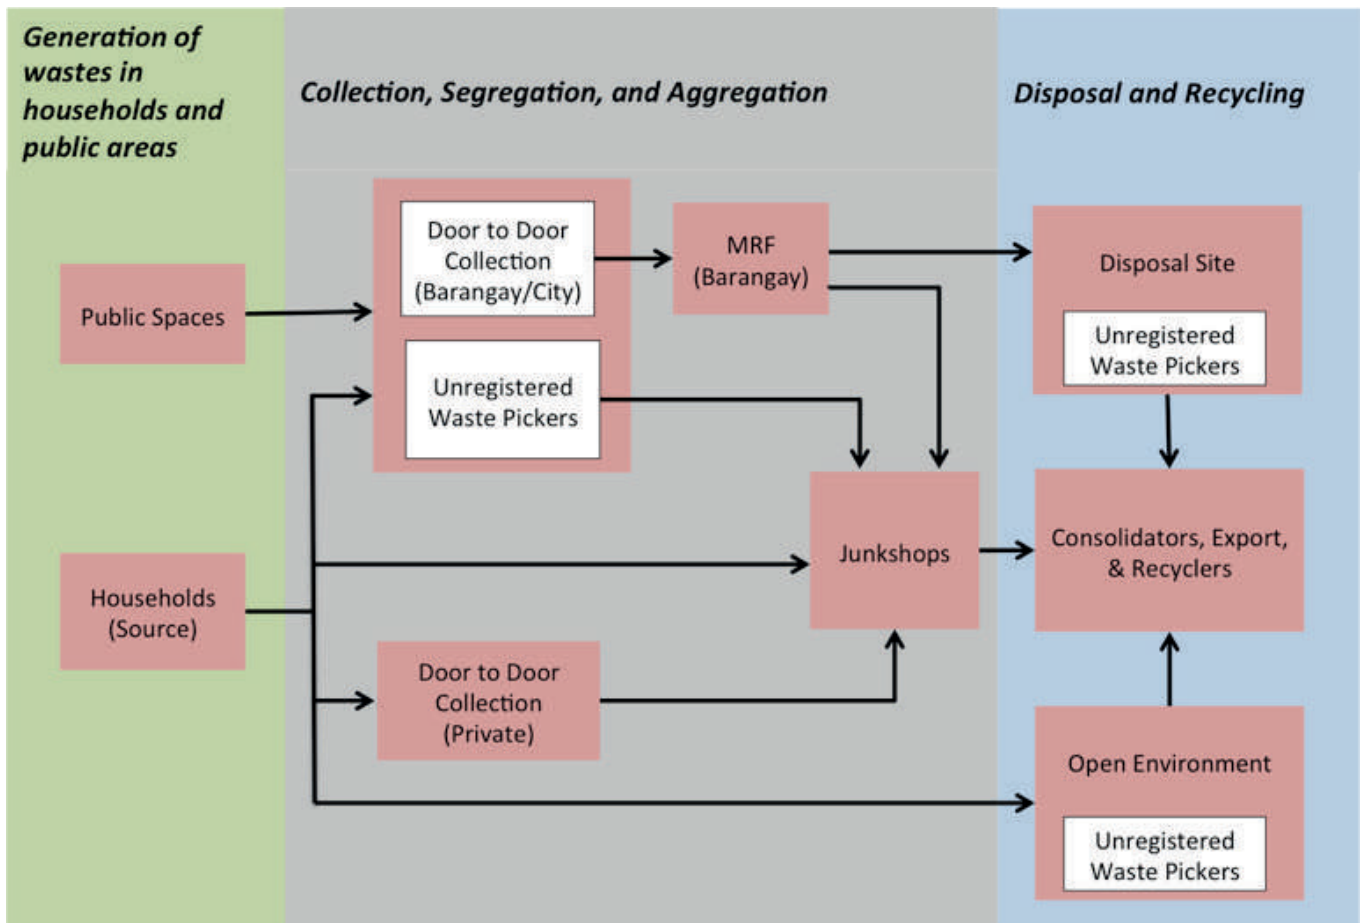 Generation of
wastes in
households and
public areas
Collection, Segregation, and Aggregation
Disposal and Recycling
Public Spaces
Households
(Source)
Door to Door
Collection
(Barangay/City)
Unregistered
Waste Pickers
MRF
(Barangay)
Junkshops
Door to Door
Collection
(Private)
Disposal Site
Unregistered
Waste Pickers
Consolidators, Export,
& Recyclers
Open Environment
Unregistered
Waste Pickers